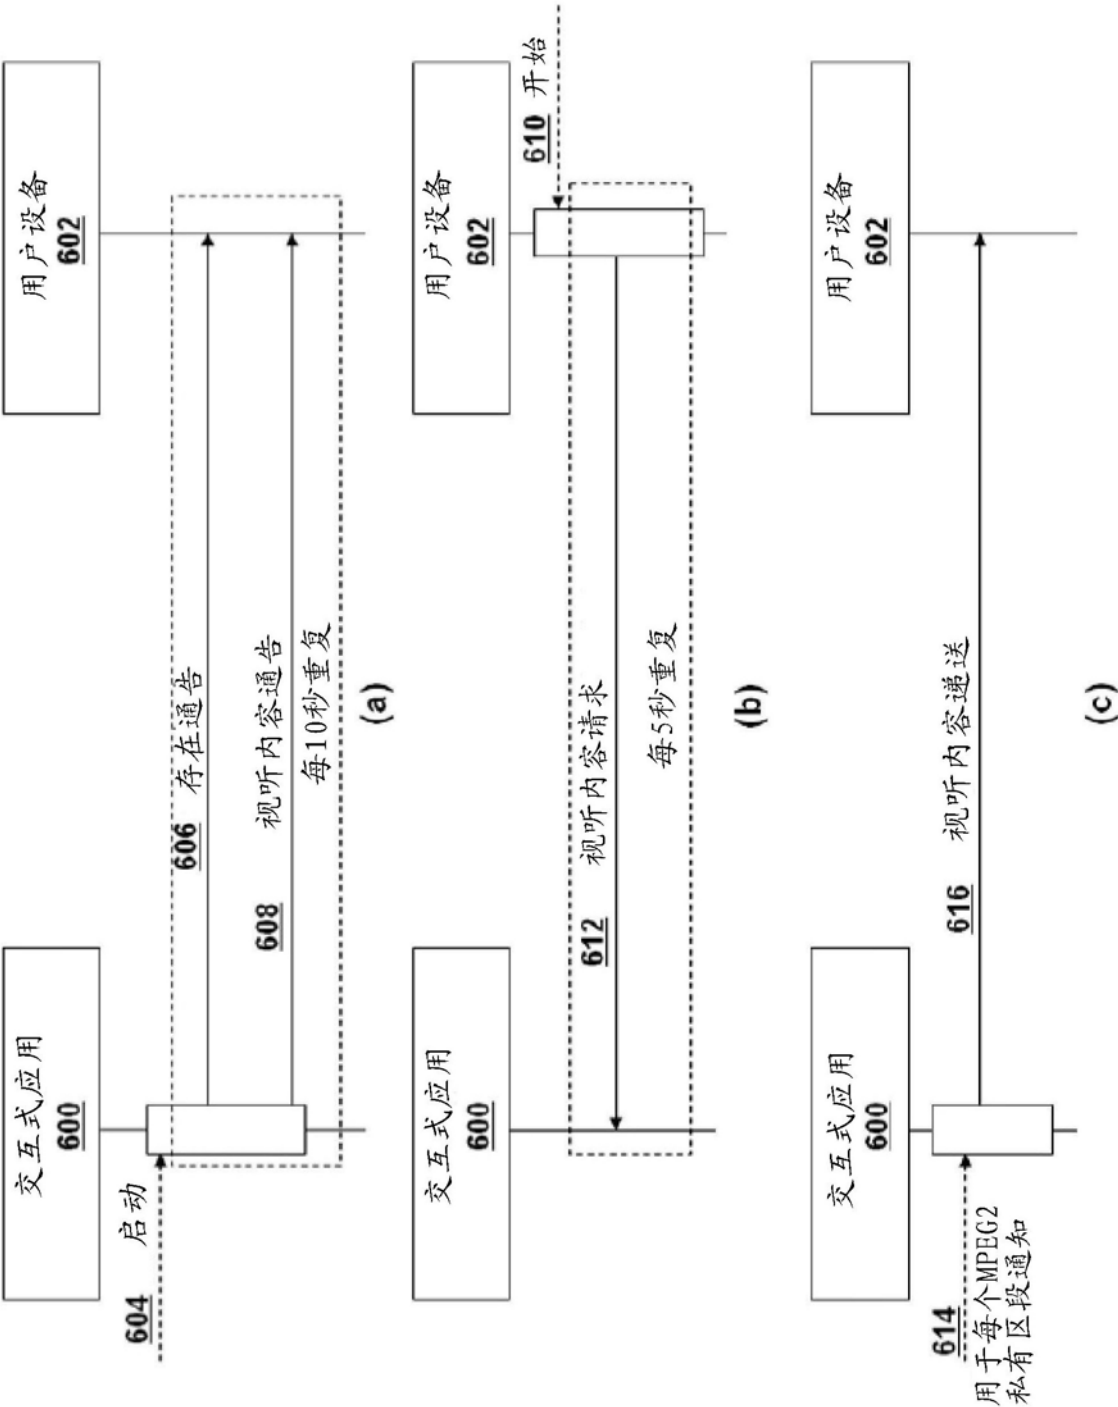 交互式应用
600
用户设备
602
604
启动
606
存在通告
608
视听内容通告
每10秒重复
(a)
交互式应用
600
用户设备
602
610
开始
612
视听内容请求
每5秒重复
(b)
交互式应用
600
用户设备
602
614
用于每个MPEG2
私有区段通知
616
视听内容递送
(c)